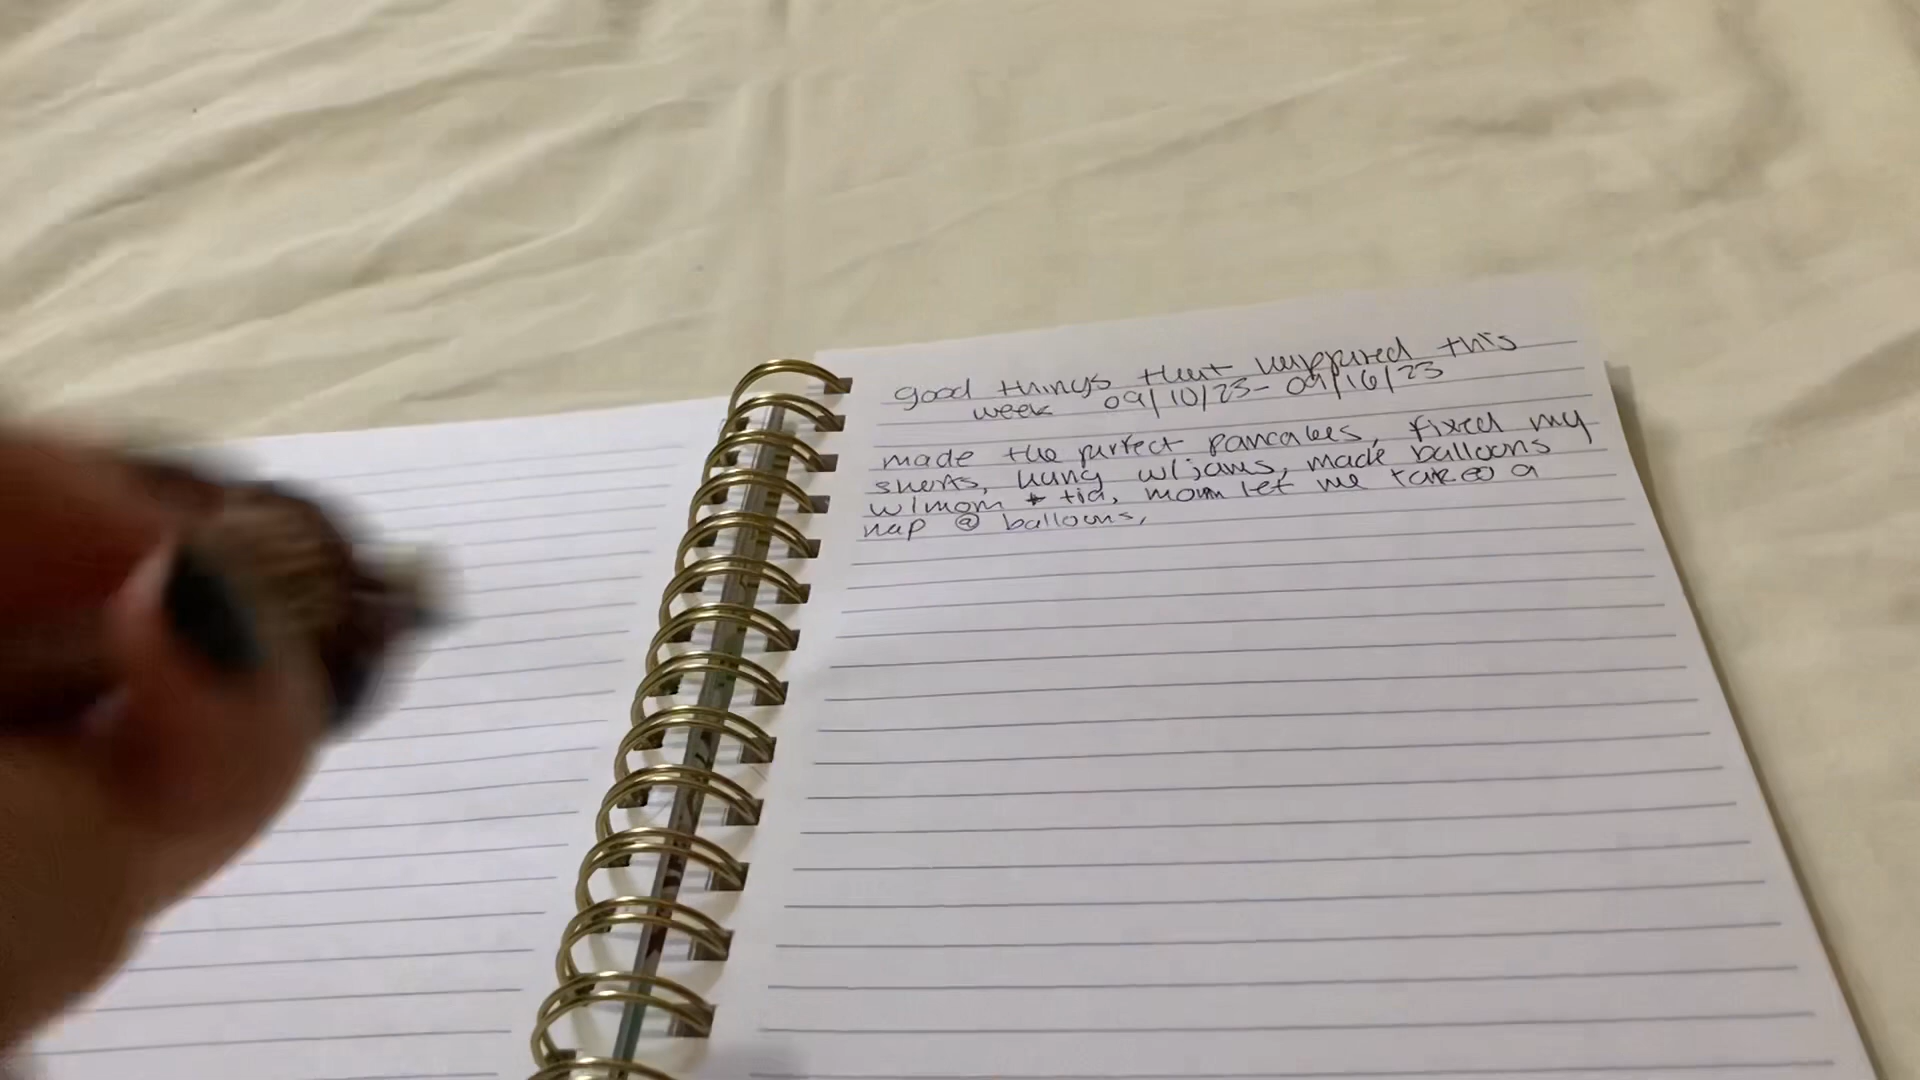 good things that happened this
week 09/10/23 - 09/16/23
made the perfect pancakes, fixed my
shorts, hung w/ jaws, made balloons
w/ mom + tia, mom let me take a
nap @ balloons,